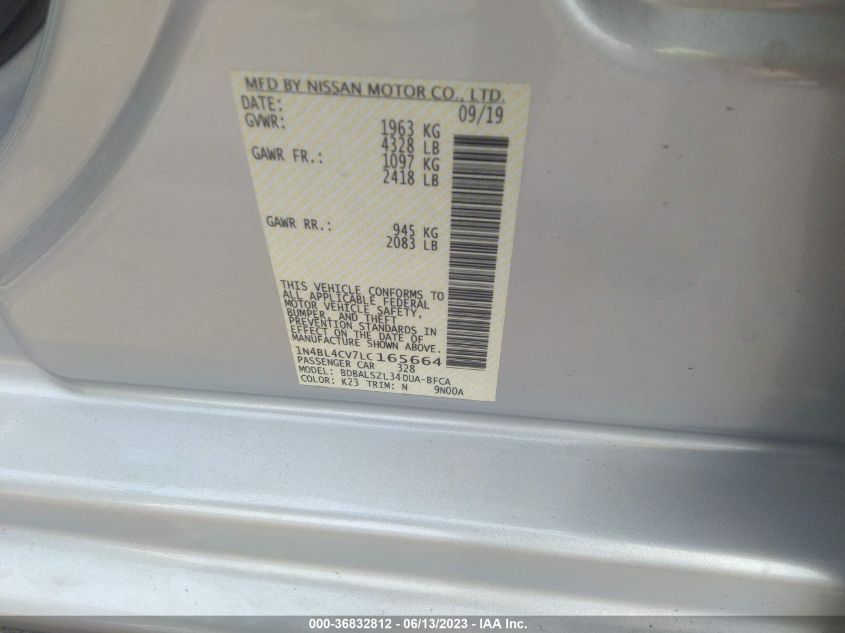 MFD BY NISSAN MOTOR CO., LTD.
DATE: 09/19
GVWR: 1963 KG
4328 LB
GAWR FR.: 1097 KG
2418 LB
GAWR RR.: 945 KG
2083 LB
THIS VEHICLE CONFORMS TO
ALL APPLICABLE FEDERAL
MOTOR VEHICLE SAFETY,
BUMPER, AND THEFT
PREVENTION STANDARDS IN
EFFECT ON THE DATE OF
MANUFACTURE SHOWN ABOVE.
1N4BL4CV7LC165664
PASSENGER CAR 328
MODEL: BDBALSZL34DUA-BFCA
COLOR: K23 TRIM: N 9N00A
000-36832812 - 06/13/2023 - IAA Inc.